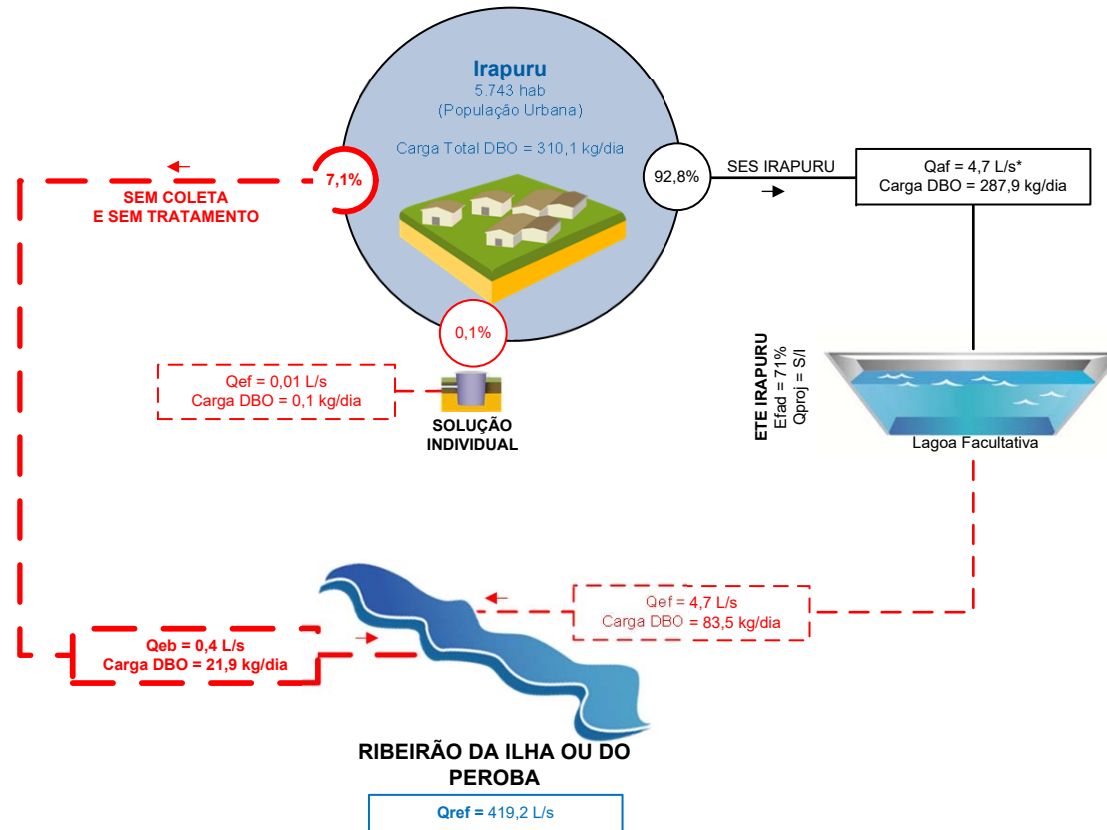 Irapuru
5.743 hab
(População Urbana)
Carga Total DBO = 310,1 kg/dia
7,1%
SEM COLETA
E SEM TRATAMENTO
92,8%
SES IRAPURU
Qaf = 4,7 L/s*
Carga DBO = 287,9 kg/dia
0,1%
Qef = 0,01 L/s
Carga DBO = 0,1 kg/dia
SOLUÇÃO
INDIVIDUAL
ETE IRAPURU
Efad = 71%
Qproj = S/I
Lagoa Facultativa
Qef = 4,7 L/s
Carga DBO = 83,5 kg/dia
Qeb = 0,4 L/s
Carga DBO = 21,9 kg/dia
RIBEIRÃO DA ILHA OU DO
PEROBA
Qref = 419,2 L/s